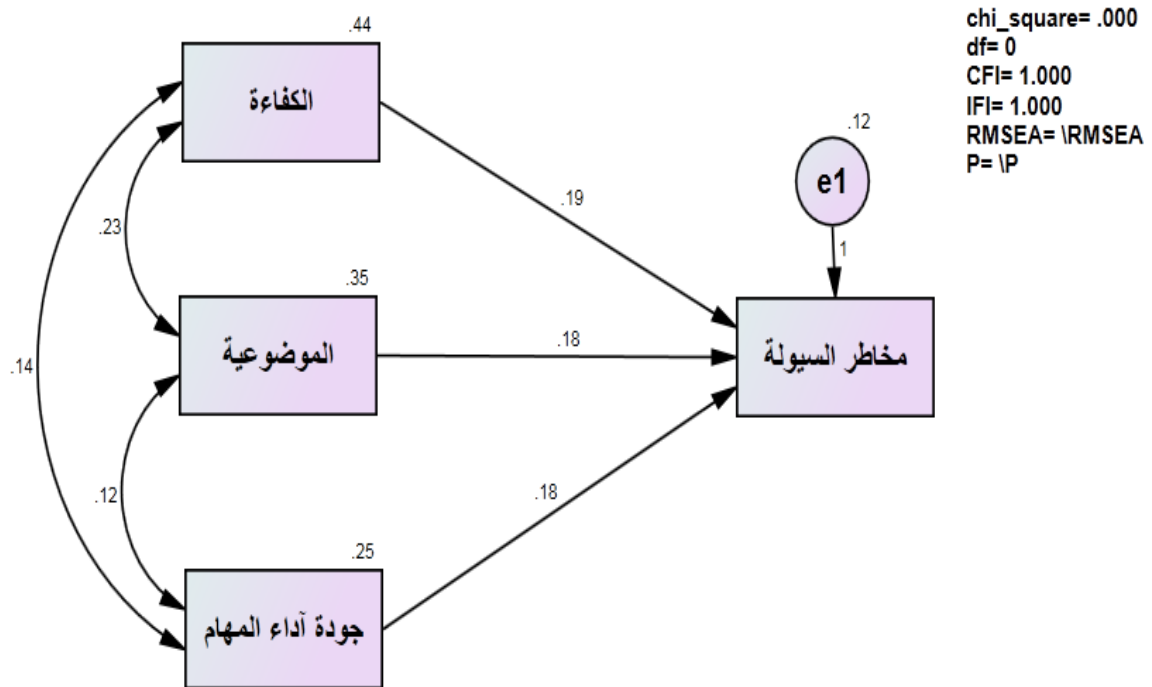 chi_square= .000
df= 0
CFI= 1.000
IFI= 1.000
RMSEA= \RMSEA
P= \P
.44
الكفاءة
.12
e1
.19
1
.23
.35
الموضوعية
.18
مخاطر السيولة
.14
.12
.18
.25
جودة آداء المهام